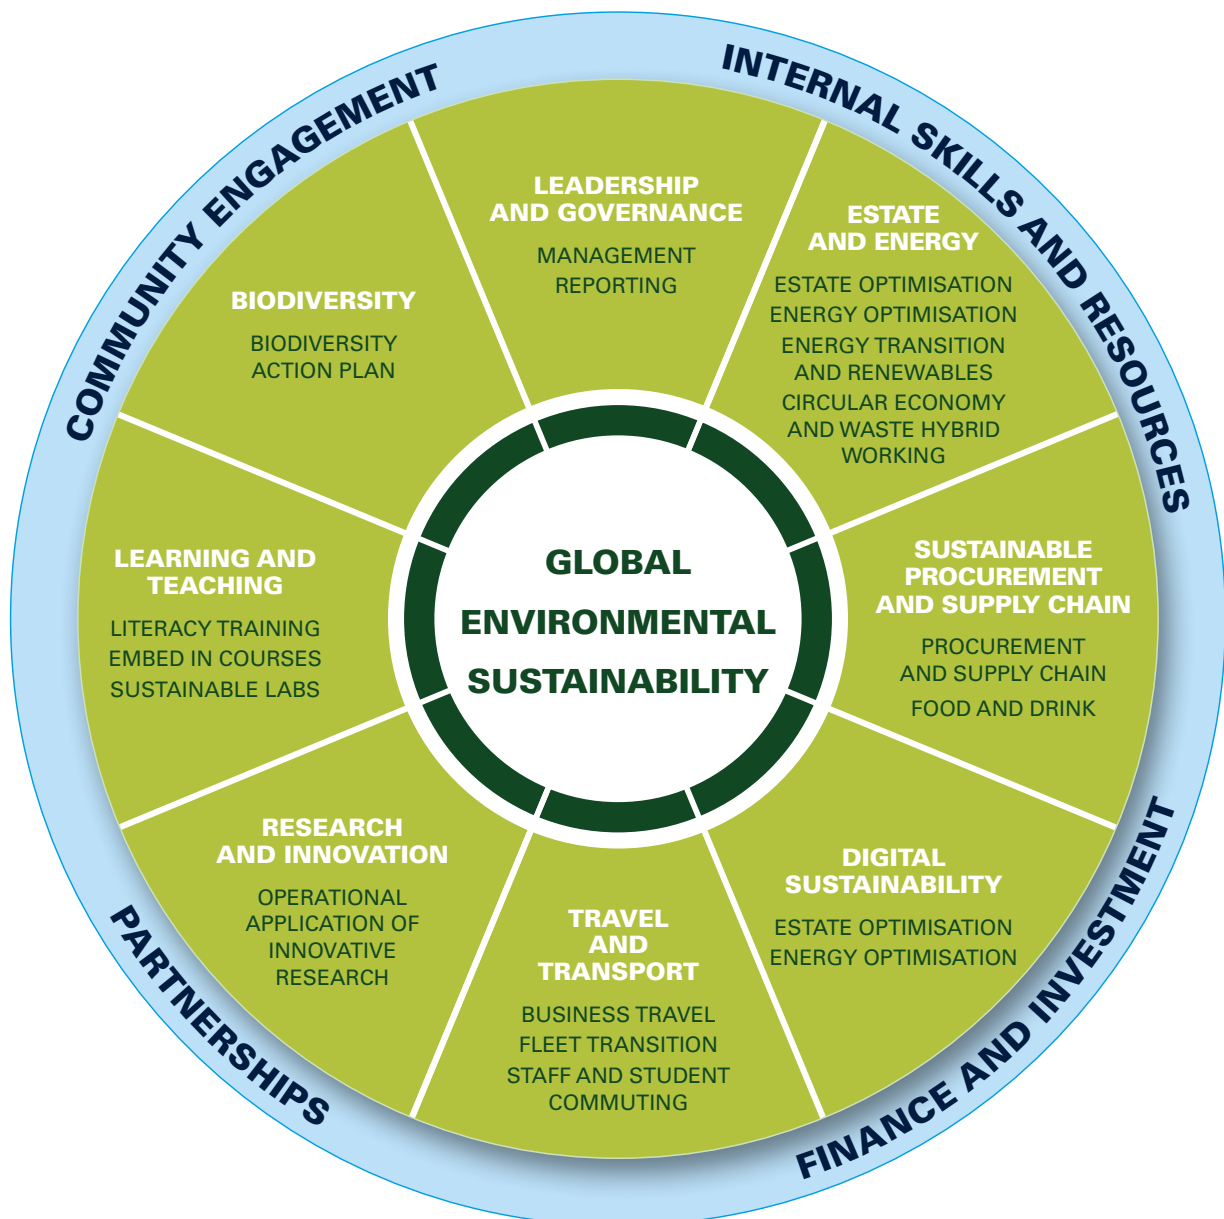 COMMUNITY ENGAGEMENT
INTERNAL SKILLS AND RESOURCES
LEADERSHIP
AND GOVERNANCE
MANAGEMENT
REPORTING
ESTATE
AND ENERGY
ESTATE OPTIMISATION
ENERGY OPTIMISATION
ENERGY TRANSITION
AND RENEWABLES
CIRCULAR ECONOMY
AND WASTE HYBRID
WORKING
BIODIVERSITY
BIODIVERSITY
ACTION PLAN
GLOBAL
ENVIRONMENTAL
SUSTAINABILITY
SUSTAINABLE
PROCUREMENT
AND SUPPLY CHAIN
PROCUREMENT
AND SUPPLY CHAIN
FOOD AND DRINK
LEARNING AND
TEACHING
LITERACY TRAINING
EMBED IN COURSES
SUSTAINABLE LABS
RESEARCH
AND INNOVATION
OPERATIONAL
APPLICATION OF
INNOVATIVE
RESEARCH
TRAVEL
AND
TRANSPORT
BUSINESS TRAVEL
FLEET TRANSITION
STAFF AND STUDENT
COMMUTING
DIGITAL
SUSTAINABILITY
ESTATE OPTIMISATION
ENERGY OPTIMISATION
PARTNERSHIPS
FINANCE AND INVESTMENT